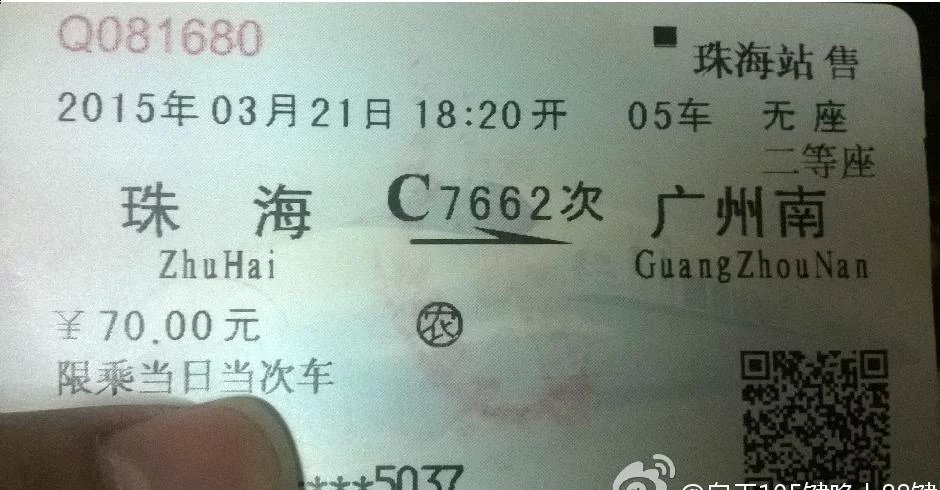 Q081680
珠海站 售
2015年 03月 21日 18:20开 05车 无 座
二等座
珠 海 C7662次 广州南
ZhuHai GuangZhouNan
￥70.00元 农
限乘当日当次车
***5037